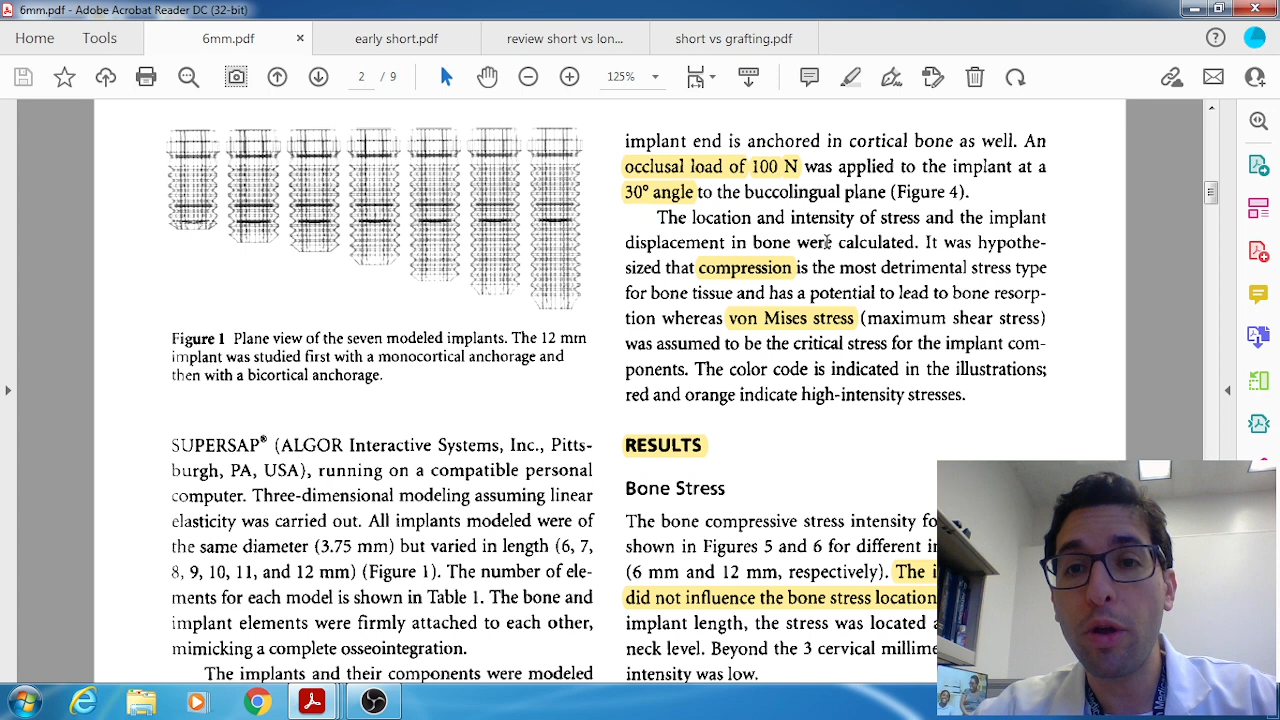 6mm.pdf - Adobe Acrobat Reader DC (32-bit)
Home
Tools
6mm.pdf
early short.pdf
review short vs lon...
short vs grafting.pdf
2 / 9
125%
Figure 1 Plane view of the seven modeled implants. The 12 mm
implant was studied first with a monocortical anchorage and
then with a bicortical anchorage.
SUPERSAP® (ALGOR Interactive Systems, Inc., Pitts-
burgh, PA, USA), running on a compatible personal
computer. Three-dimensional modeling assuming linear
elasticity was carried out. All implants modeled were of
the same diameter (3.75 mm) but varied in length (6, 7,
8, 9, 10, 11, and 12 mm) (Figure 1). The number of ele-
ments for each model is shown in Table 1. The bone and
implant elements were firmly attached to each other,
mimicking a complete osseointegration.
The implants and their components were modeled
implant end is anchored in cortical bone as well. An
occlusal load of 100 N was applied to the implant at a
30° angle to the buccolingual plane (Figure 4).
The location and intensity of stress and the implant
displacement in bone were calculated. It was hypothe-
sized that compression is the most detrimental stress type
for bone tissue and has a potential to lead to bone resorp-
tion whereas von Mises stress (maximum shear stress)
was assumed to be the critical stress for the implant com-
ponents. The color code is indicated in the illustrations;
red and orange indicate high-intensity stresses.
RESULTS
Bone Stress
The bone compressive stress intensity fo
shown in Figures 5 and 6 for different i
(6 mm and 12 mm, respectively). The i
did not influence the bone stress location
implant length, the stress was located a
neck level. Beyond the 3 cervical millime
intensity was low.